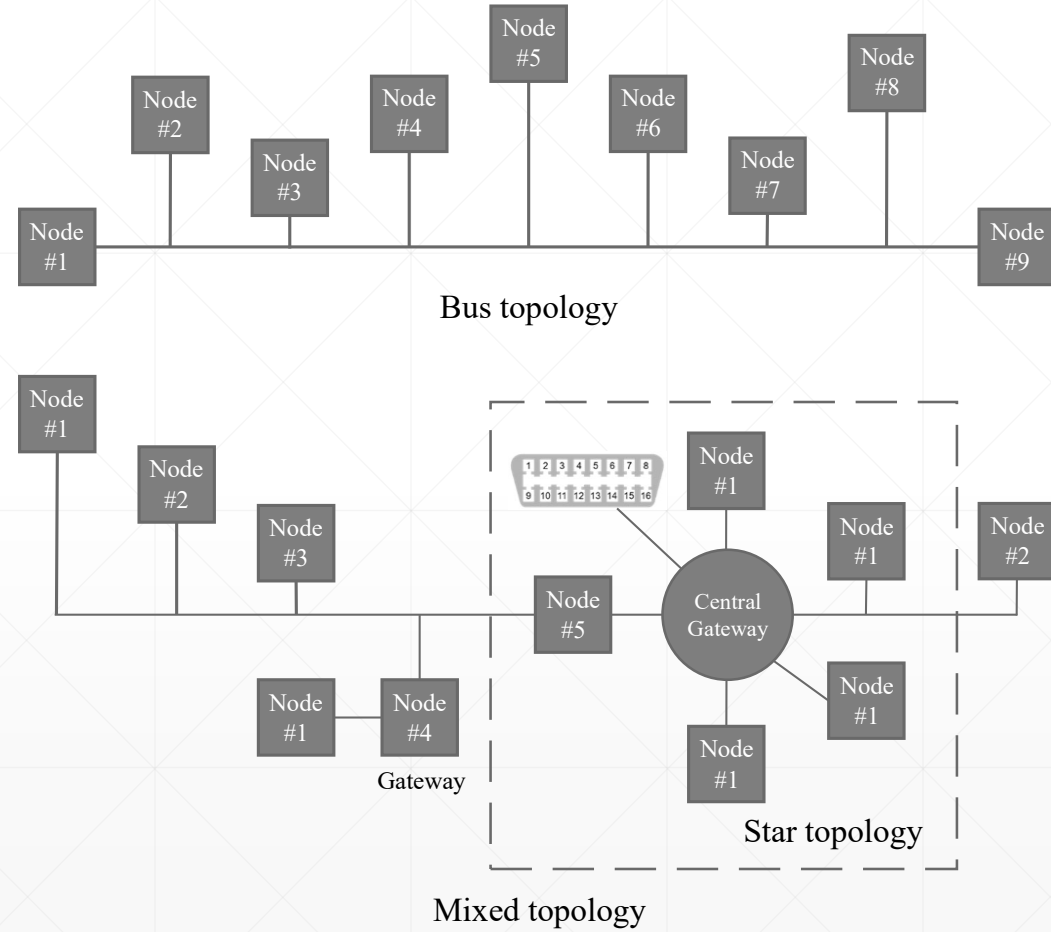 Node
#1
Node
#2
Node
#3
Node
#4
Node
#5
Node
#6
Node
#7
Node
#8
Node
#9
Bus topology
Node
#1
Node
#2
Node
#3
Node
#1
Node
#4
Gateway
Node
#5
1 2 3 4 5 6 7 8
9 10 11 12 13 14 15 16
Node
#1
Central
Gateway
Node
#1
Node
#2
Node
#1
Node
#1
Star topology
Mixed topology